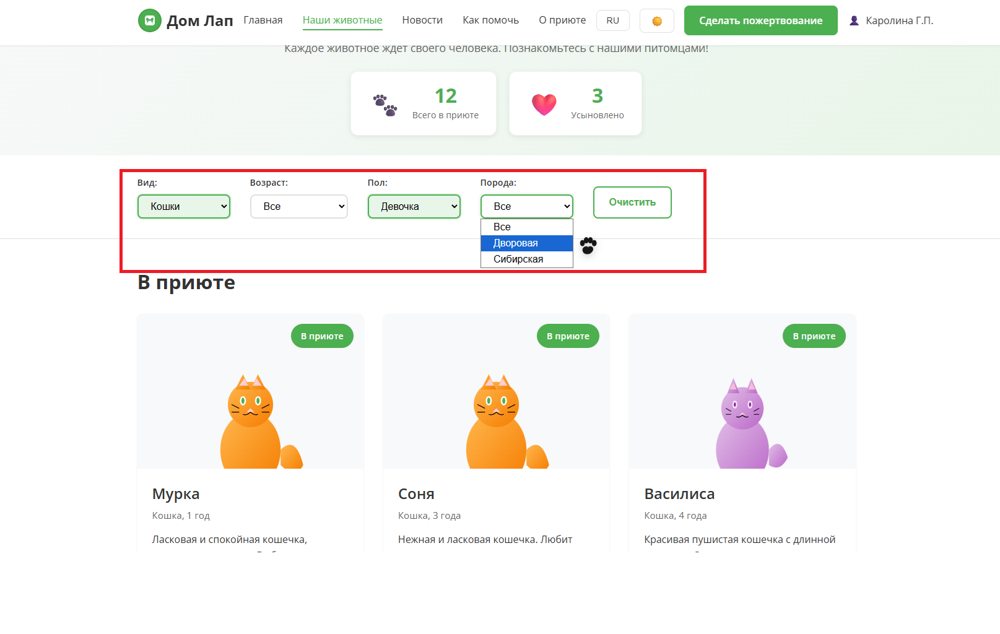 Дом Лап Главная Наши животные Новости Как помочь О приюте RU Сделать пожертвование Каролина Г.П.
Каждое животное ждет своего человека. Познакомьтесь с нашими питомцами!
12 3
Всего в приюте Усыновлено
Вид: Возраст: Пол: Порода:
Кошки Все Девочка Все Очистить
Все
Дворовая
Сибирская
В приюте
В приюте В приюте В приюте
Мурка Соня Василиса
Кошка, 1 год Кошка, 3 года Кошка, 4 года
Ласковая и спокойная кошечка, Нежная и ласковая кошечка. Любит Красивая пушистая кошечка с длинной